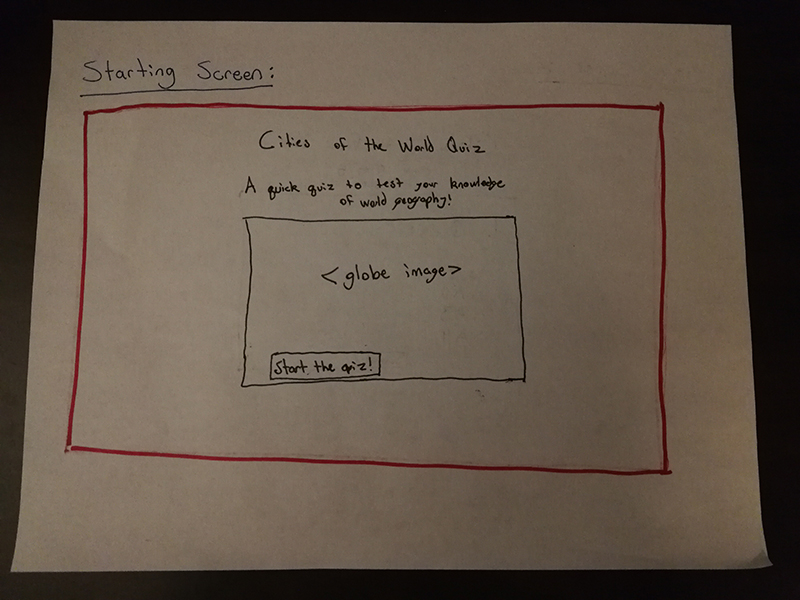 Starting Screen:
Cities of the World Quiz
A quick quiz to test your knowledge
of world geography!
<globe image>
Start the quiz!